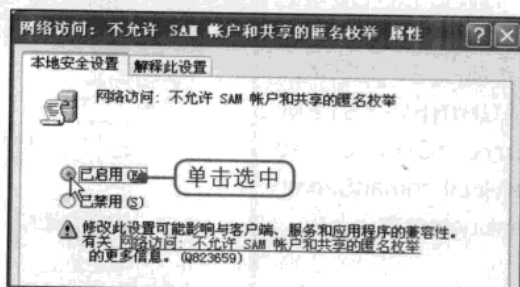 网络访问: 不允许 SAM 帐户和共享的匿名枚举 属性
本地安全设置 解释此设置
网络访问: 不允许 SAM 帐户和共享的匿名枚举
已启用(E) 单击选中
已禁用(S)
修改此设置可能影响与客户端、服务和应用程序的兼容性。
有关 网络访问: 不允许 SAM 帐户和共享的匿名枚举
的更多信息。(Q823659)